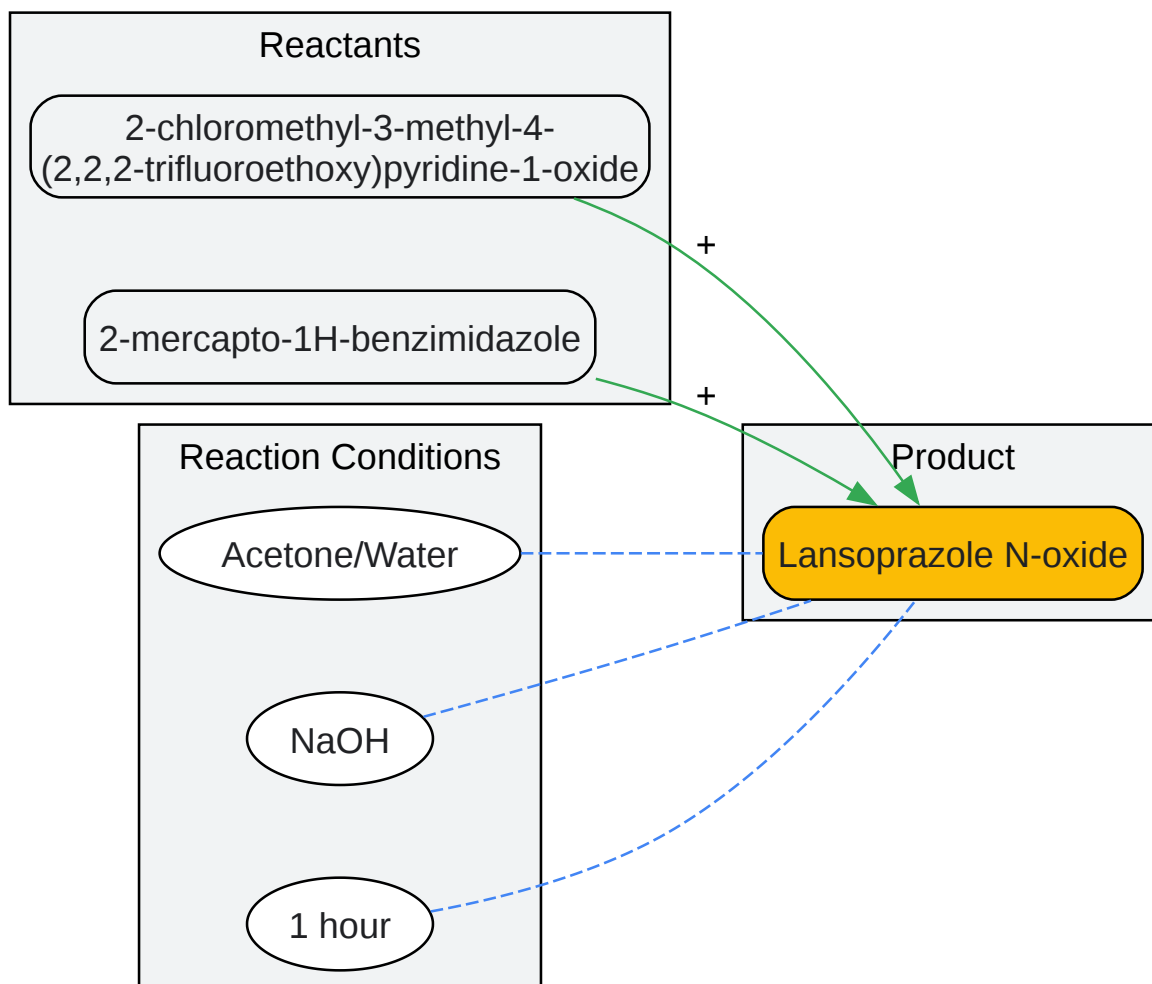 Reactants
2-chloromethyl-3-methyl-4-
(2,2,2-trifluoroethoxy)pyridine-1-oxide
+
2-mercapto-1H-benzimidazole
+
Reaction Conditions
Product
Acetone/Water
Lansoprazole N-oxide
NaOH
1 hour